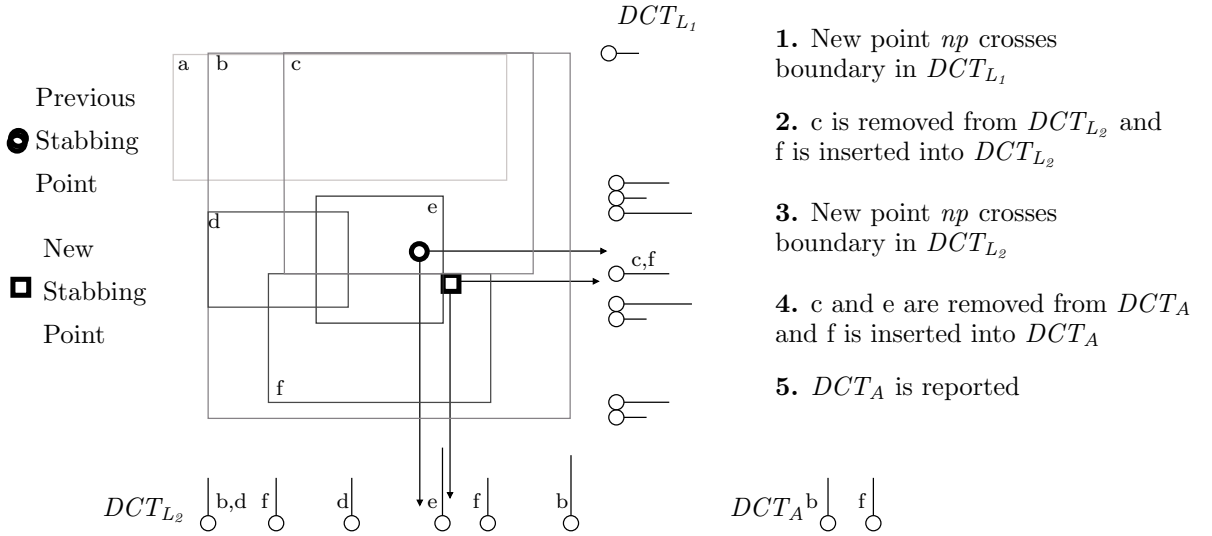 DCT_{L_1}
a
b
c
Previous
Stabbing
Point
e
d
New
Stabbing
Point
c,f
f
DCT_{L_2}
b,d
f
d
e
f
b
DCT_A
b
f
1. New point np crosses
boundary in DCT_{L_1}
2. c is removed from DCT_{L_2} and
f is inserted into DCT_{L_2}
3. New point np crosses
boundary in DCT_{L_2}
4. c and e are removed from DCT_A
and f is inserted into DCT_A
5. DCT_A is reported